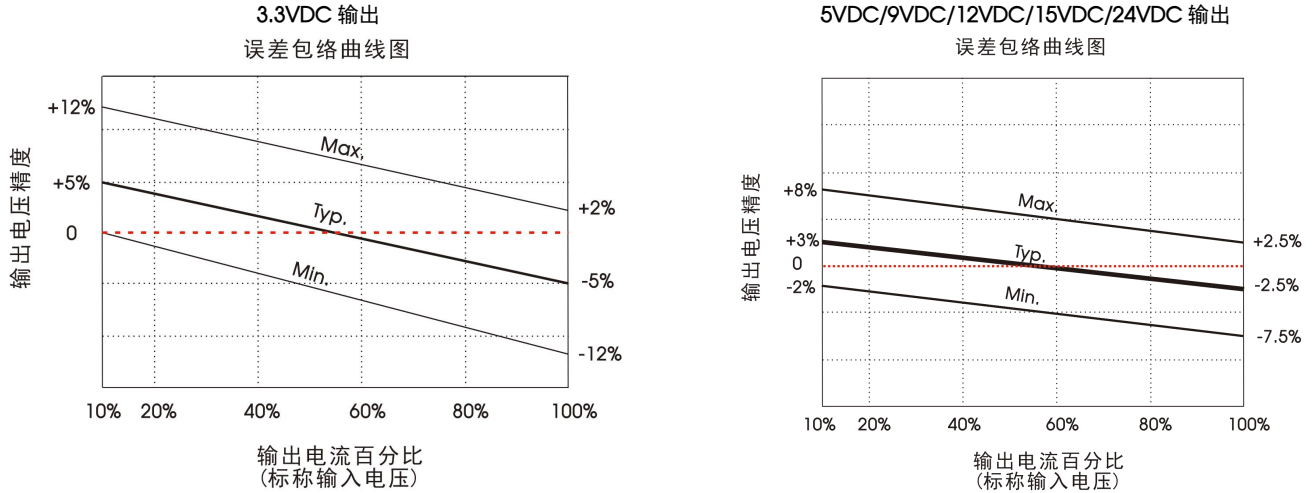 3.3VDC 输出
误差包络曲线图
+12%
+5%
0
输出电压精度
Max.
Typ.
Min.
+2%
-5%
-12%
10% 20% 40% 60% 80% 100%
输出电流百分比
(标称输入电压)
5VDC/9VDC/12VDC/15VDC/24VDC 输出
误差包络曲线图
+8%
+3%
0
-2%
输出电压精度
Max.
Typ.
Min.
+2.5%
-2.5%
-7.5%
10% 20% 40% 60% 80% 100%
输出电流百分比
(标称输入电压)